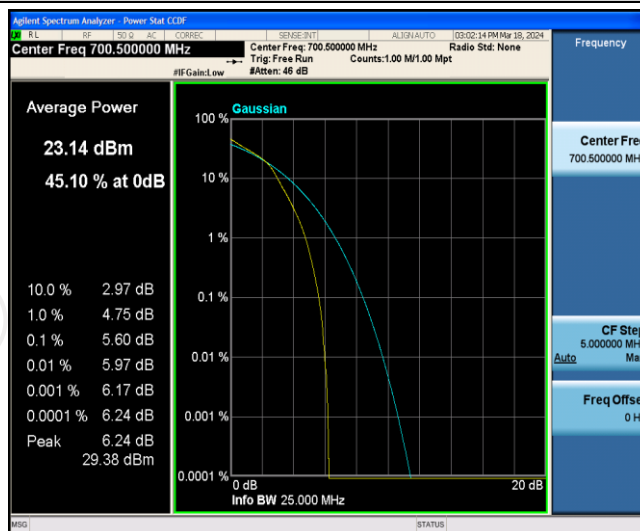 Agilent Spectrum Analyzer - Power Stat CCDF
RL RF 50 Ω AC CORREC SENSE:INT ALIGNAUTO 03:02:14 PM Mar 18, 2024
Center Freq 700.500000 MHz
Center Freq: 700.500000 MHz Radio Std: None
Trig: Free Run Counts:1.00 M/1.00 Mpt
#IFGain:Low #Atten: 46 dB
Frequency
Average Power
23.14 dBm
45.10 % at 0dB
10.0 % 2.97 dB
1.0 % 4.75 dB
0.1 % 5.60 dB
0.01 % 5.97 dB
0.001 % 6.17 dB
0.0001 % 6.24 dB
Peak 6.24 dB
29.38 dBm
Gaussian
100 %
10 %
1 %
0.1 %
0.01 %
0.001 %
0.0001 %
0 dB 20 dB
Info BW 25.000 MHz
Center Fre
700.500000 MH
CF Step
5.000000 MH
Auto Ma
Freq Offse
0 H
MSG STATUS